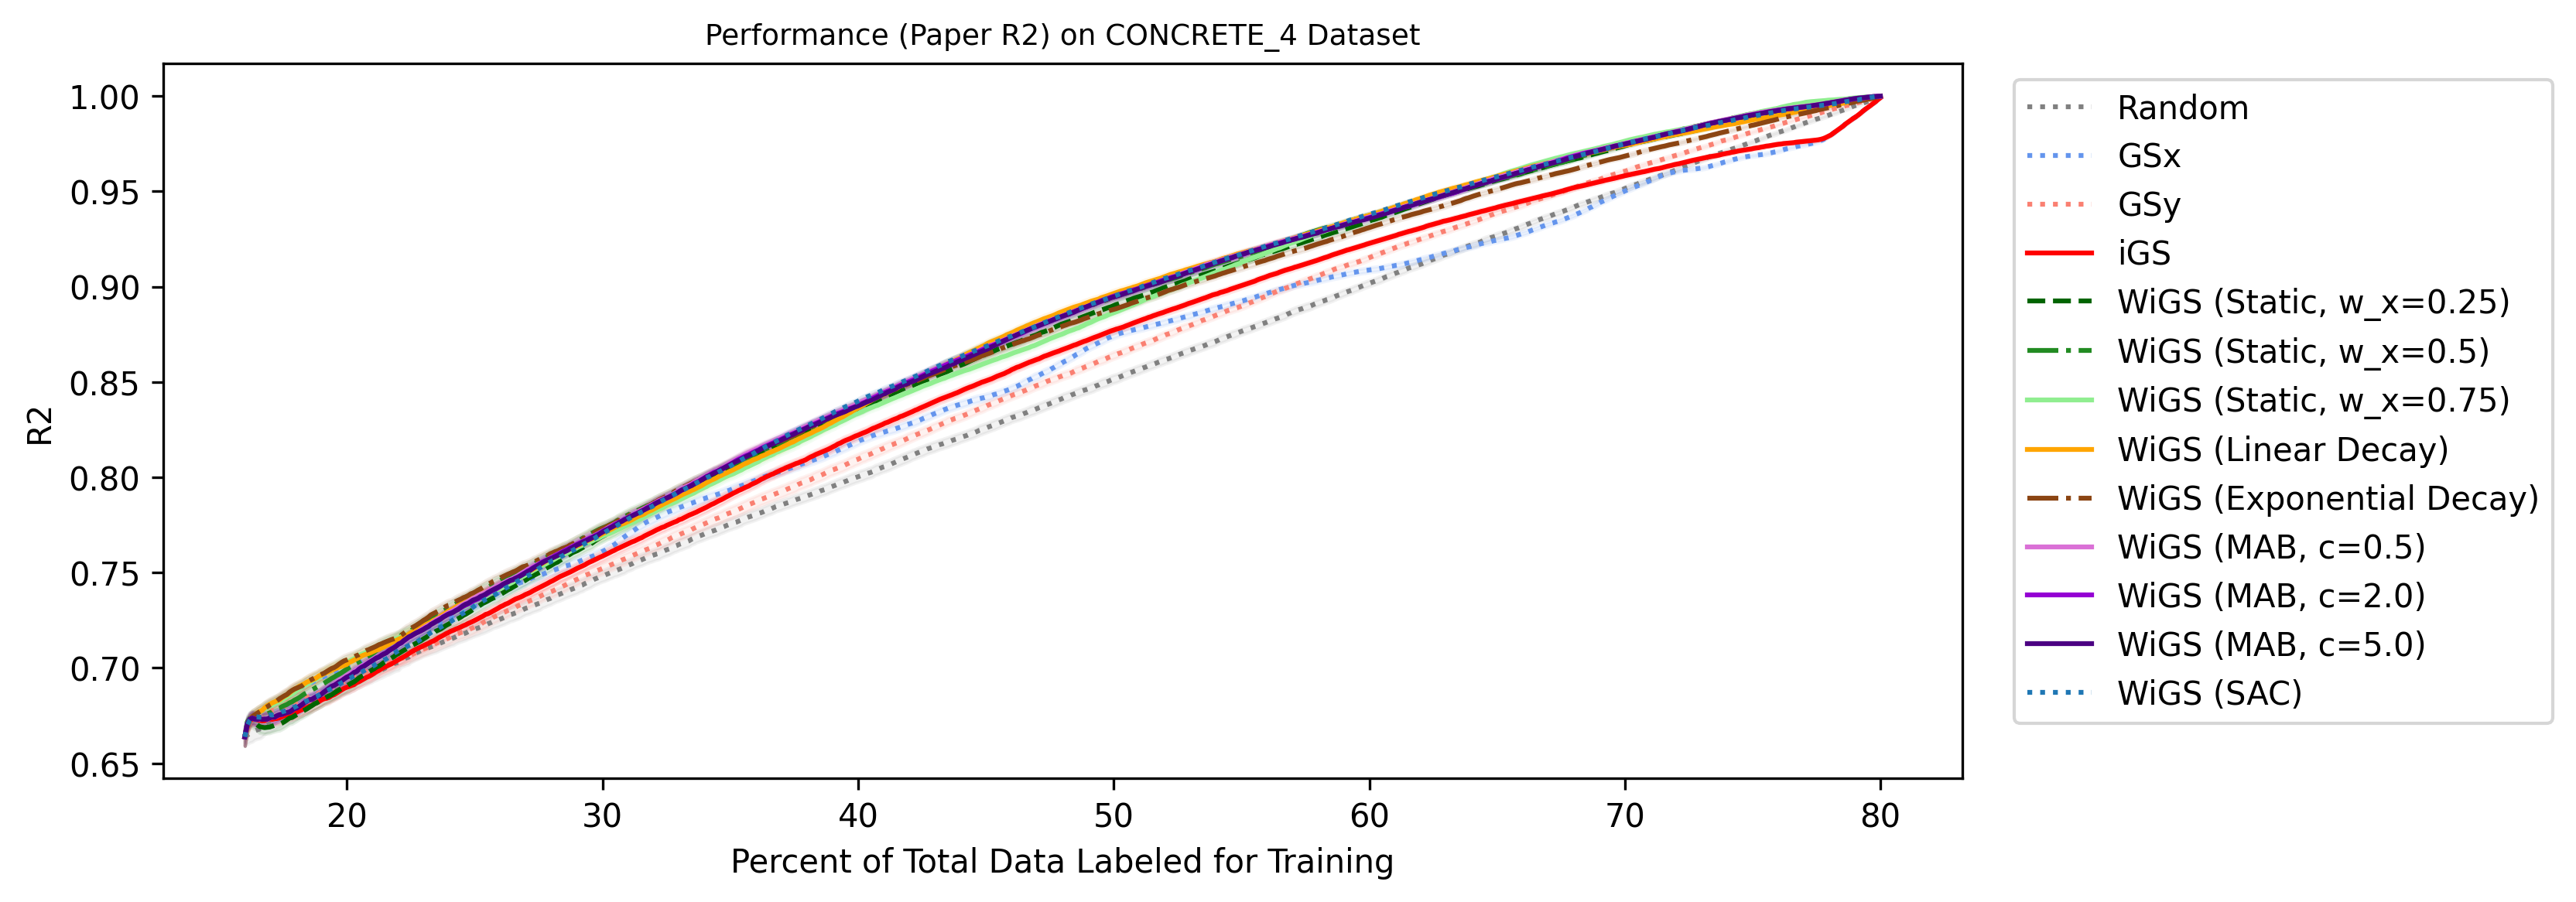 Performance (Paper R2) on CONCRETE_4 Dataset
R2
1.00
0.95
0.90
0.85
0.80
0.75
0.70
0.65
20 30 40 50 60 70 80
Percent of Total Data Labeled for Training
Random
GSx
GSy
iGS
WiGS (Static, w_x=0.25)
WiGS (Static, w_x=0.5)
WiGS (Static, w_x=0.75)
WiGS (Linear Decay)
WiGS (Exponential Decay)
WiGS (MAB, c=0.5)
WiGS (MAB, c=2.0)
WiGS (MAB, c=5.0)
WiGS (SAC)